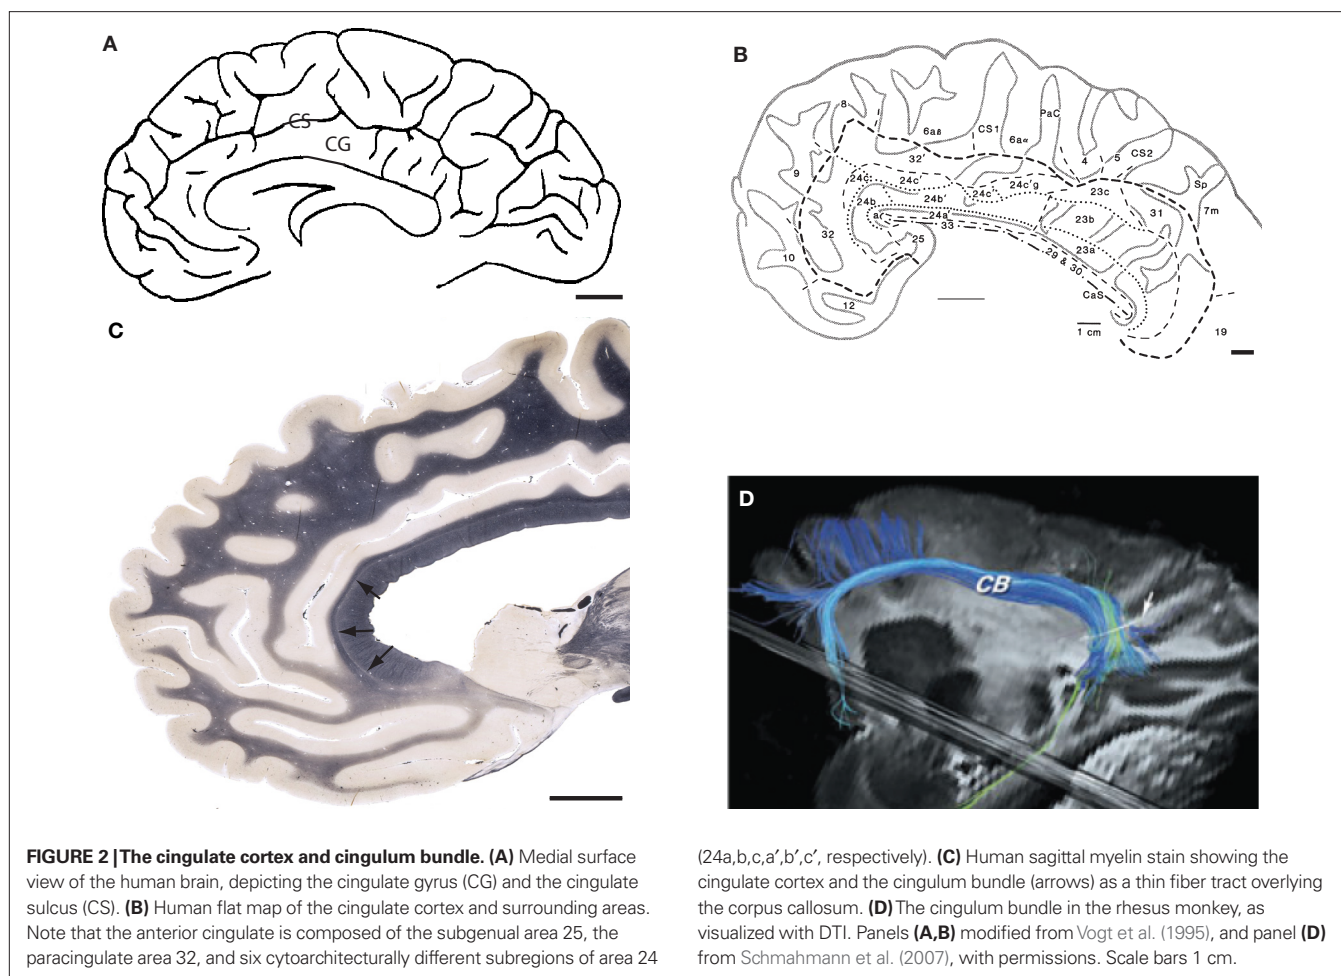 A
CS
CG
B
8
6aß
CS1
6aα
PaC
4
5
CS2
9
32'
24c
24c'
24c'g
23c
Sp
24b
24b'
31
7m
a
24a'
23b
33
32
25
23a
10
29 & 30
CaS
12
1 cm
19
C
D
CB
FIGURE 2 | The cingulate cortex and cingulum bundle. (A) Medial surface
view of the human brain, depicting the cingulate gyrus (CG) and the cingulate
sulcus (CS). (B) Human flat map of the cingulate cortex and surrounding areas.
Note that the anterior cingulate is composed of the subgenual area 25, the
paracingulate area 32, and six cytoarchitecturally different subregions of area 24
(24a,b,c,a′,b′,c′, respectively). (C) Human sagittal myelin stain showing the
cingulate cortex and the cingulum bundle (arrows) as a thin fiber tract overlying
the corpus callosum. (D) The cingulum bundle in the rhesus monkey, as
visualized with DTI. Panels (A,B) modified from Vogt et al. (1995), and panel (D)
from Schmahmann et al. (2007), with permissions. Scale bars 1 cm.